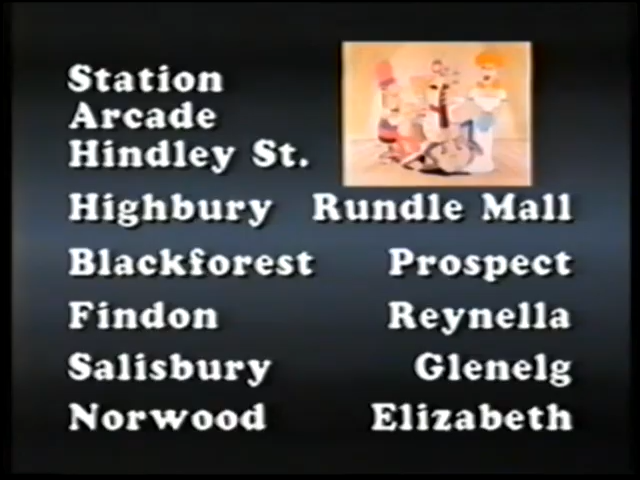 Station
Arcade
Hindley St.
Highbury Rundle Mall
Blackforest Prospect
Findon Reynella
Salisbury Glenelg
Norwood Elizabeth